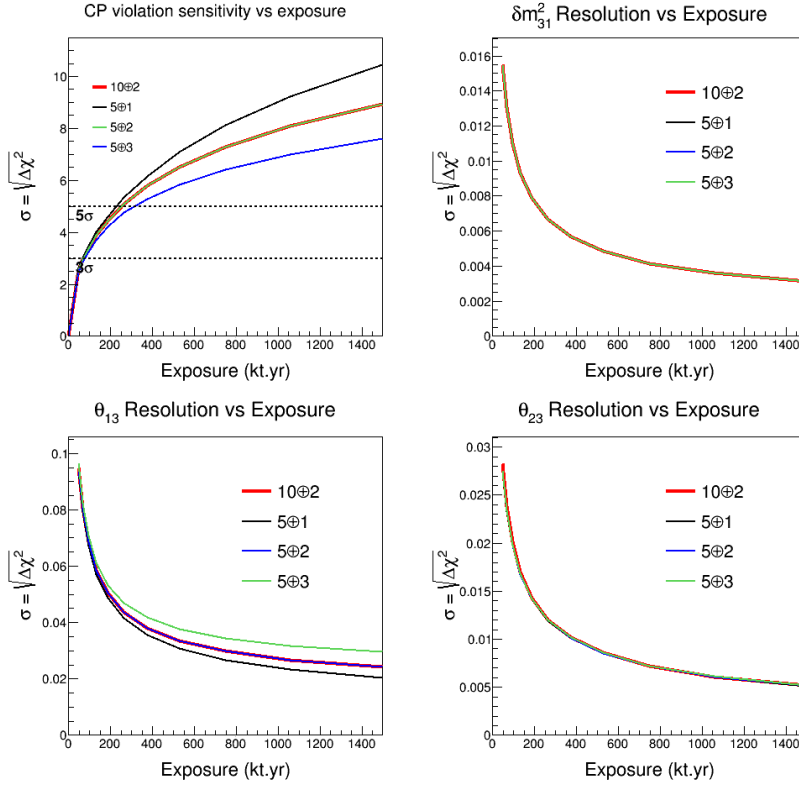 CP violation sensitivity vs exposure
σ = √Δχ²
10
8
6
4
2
0
10⊕2
5⊕1
5⊕2
5⊕3
5σ
3σ
0 200 400 600 800 1000 1200 1400
Exposure (kt.yr)
δm²₃₁ Resolution vs Exposure
σ = √Δχ²
0.016
0.014
0.012
0.01
0.008
0.006
0.004
0.002
0
10⊕2
5⊕1
5⊕2
5⊕3
0 200 400 600 800 1000 1200 1400
Exposure (kt.yr)
θ₁₃ Resolution vs Exposure
σ = √Δχ²
0.1
0.08
0.06
0.04
0.02
0
10⊕2
5⊕1
5⊕2
5⊕3
0 200 400 600 800 1000 1200 1400
Exposure (kt.yr)
θ₂₃ Resolution vs Exposure
σ = √Δχ²
0.03
0.025
0.02
0.015
0.01
0.005
0
10⊕2
5⊕1
5⊕2
5⊕3
0 200 400 600 800 1000 1200 1400
Exposure (kt.yr)